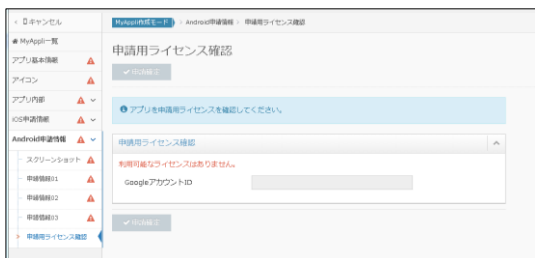 キャンセル
MyAppli作成モード
Android申請情報
申請用ライセンス確認
MyAppli一覧
アプリ基本情報
アイコン
アプリ内部
iOS申請情報
Android申請情報
スクリーンショット
申請情報01
申請情報02
申請情報03
申請用ライセンス確認
申請用ライセンス確認
アプリを申請用ライセンスを確認してください。
申請用ライセンス確認
利用可能なライセンスはありません。
GoogleアカウントID